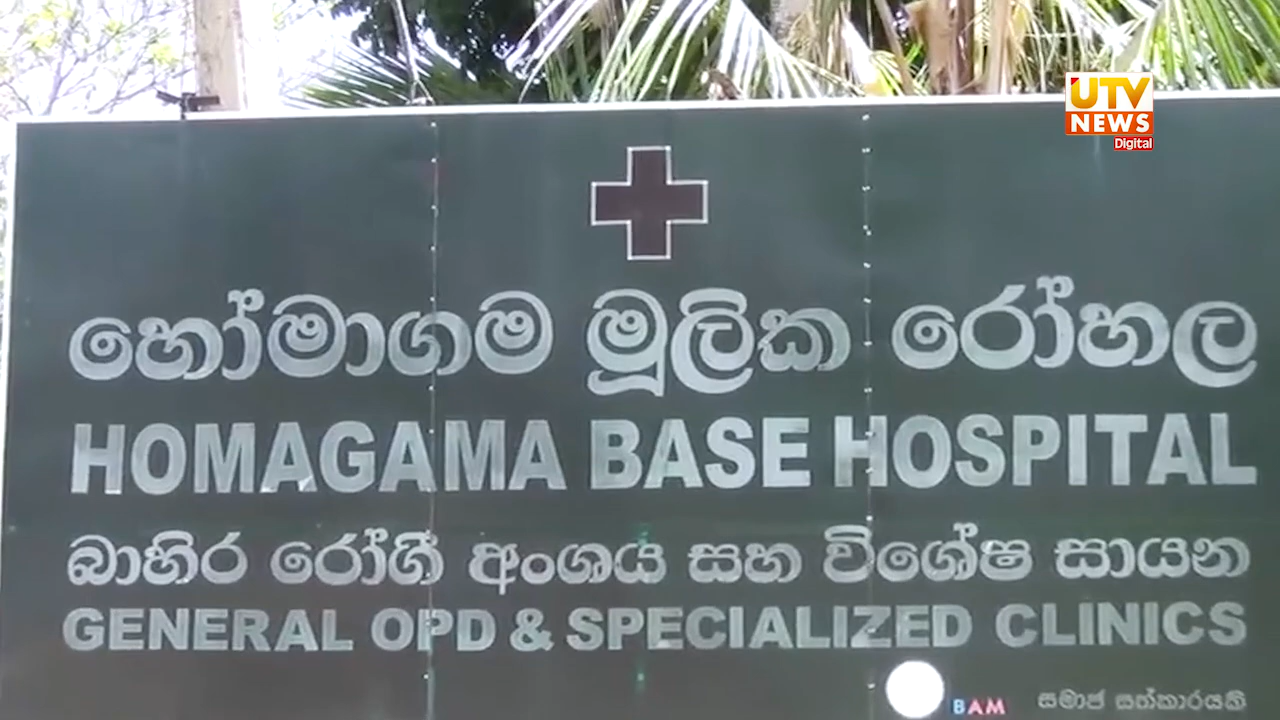 UTV
NEWS
Digital
හෝමාගම මූලික රෝහල
HOMAGAMA BASE HOSPITAL
බාහිර රෝගී අංශය සහ විශේෂ සායන
GENERAL OPD & SPECIALIZED CLINICS
BAM සමාජ සත්කාරයකි